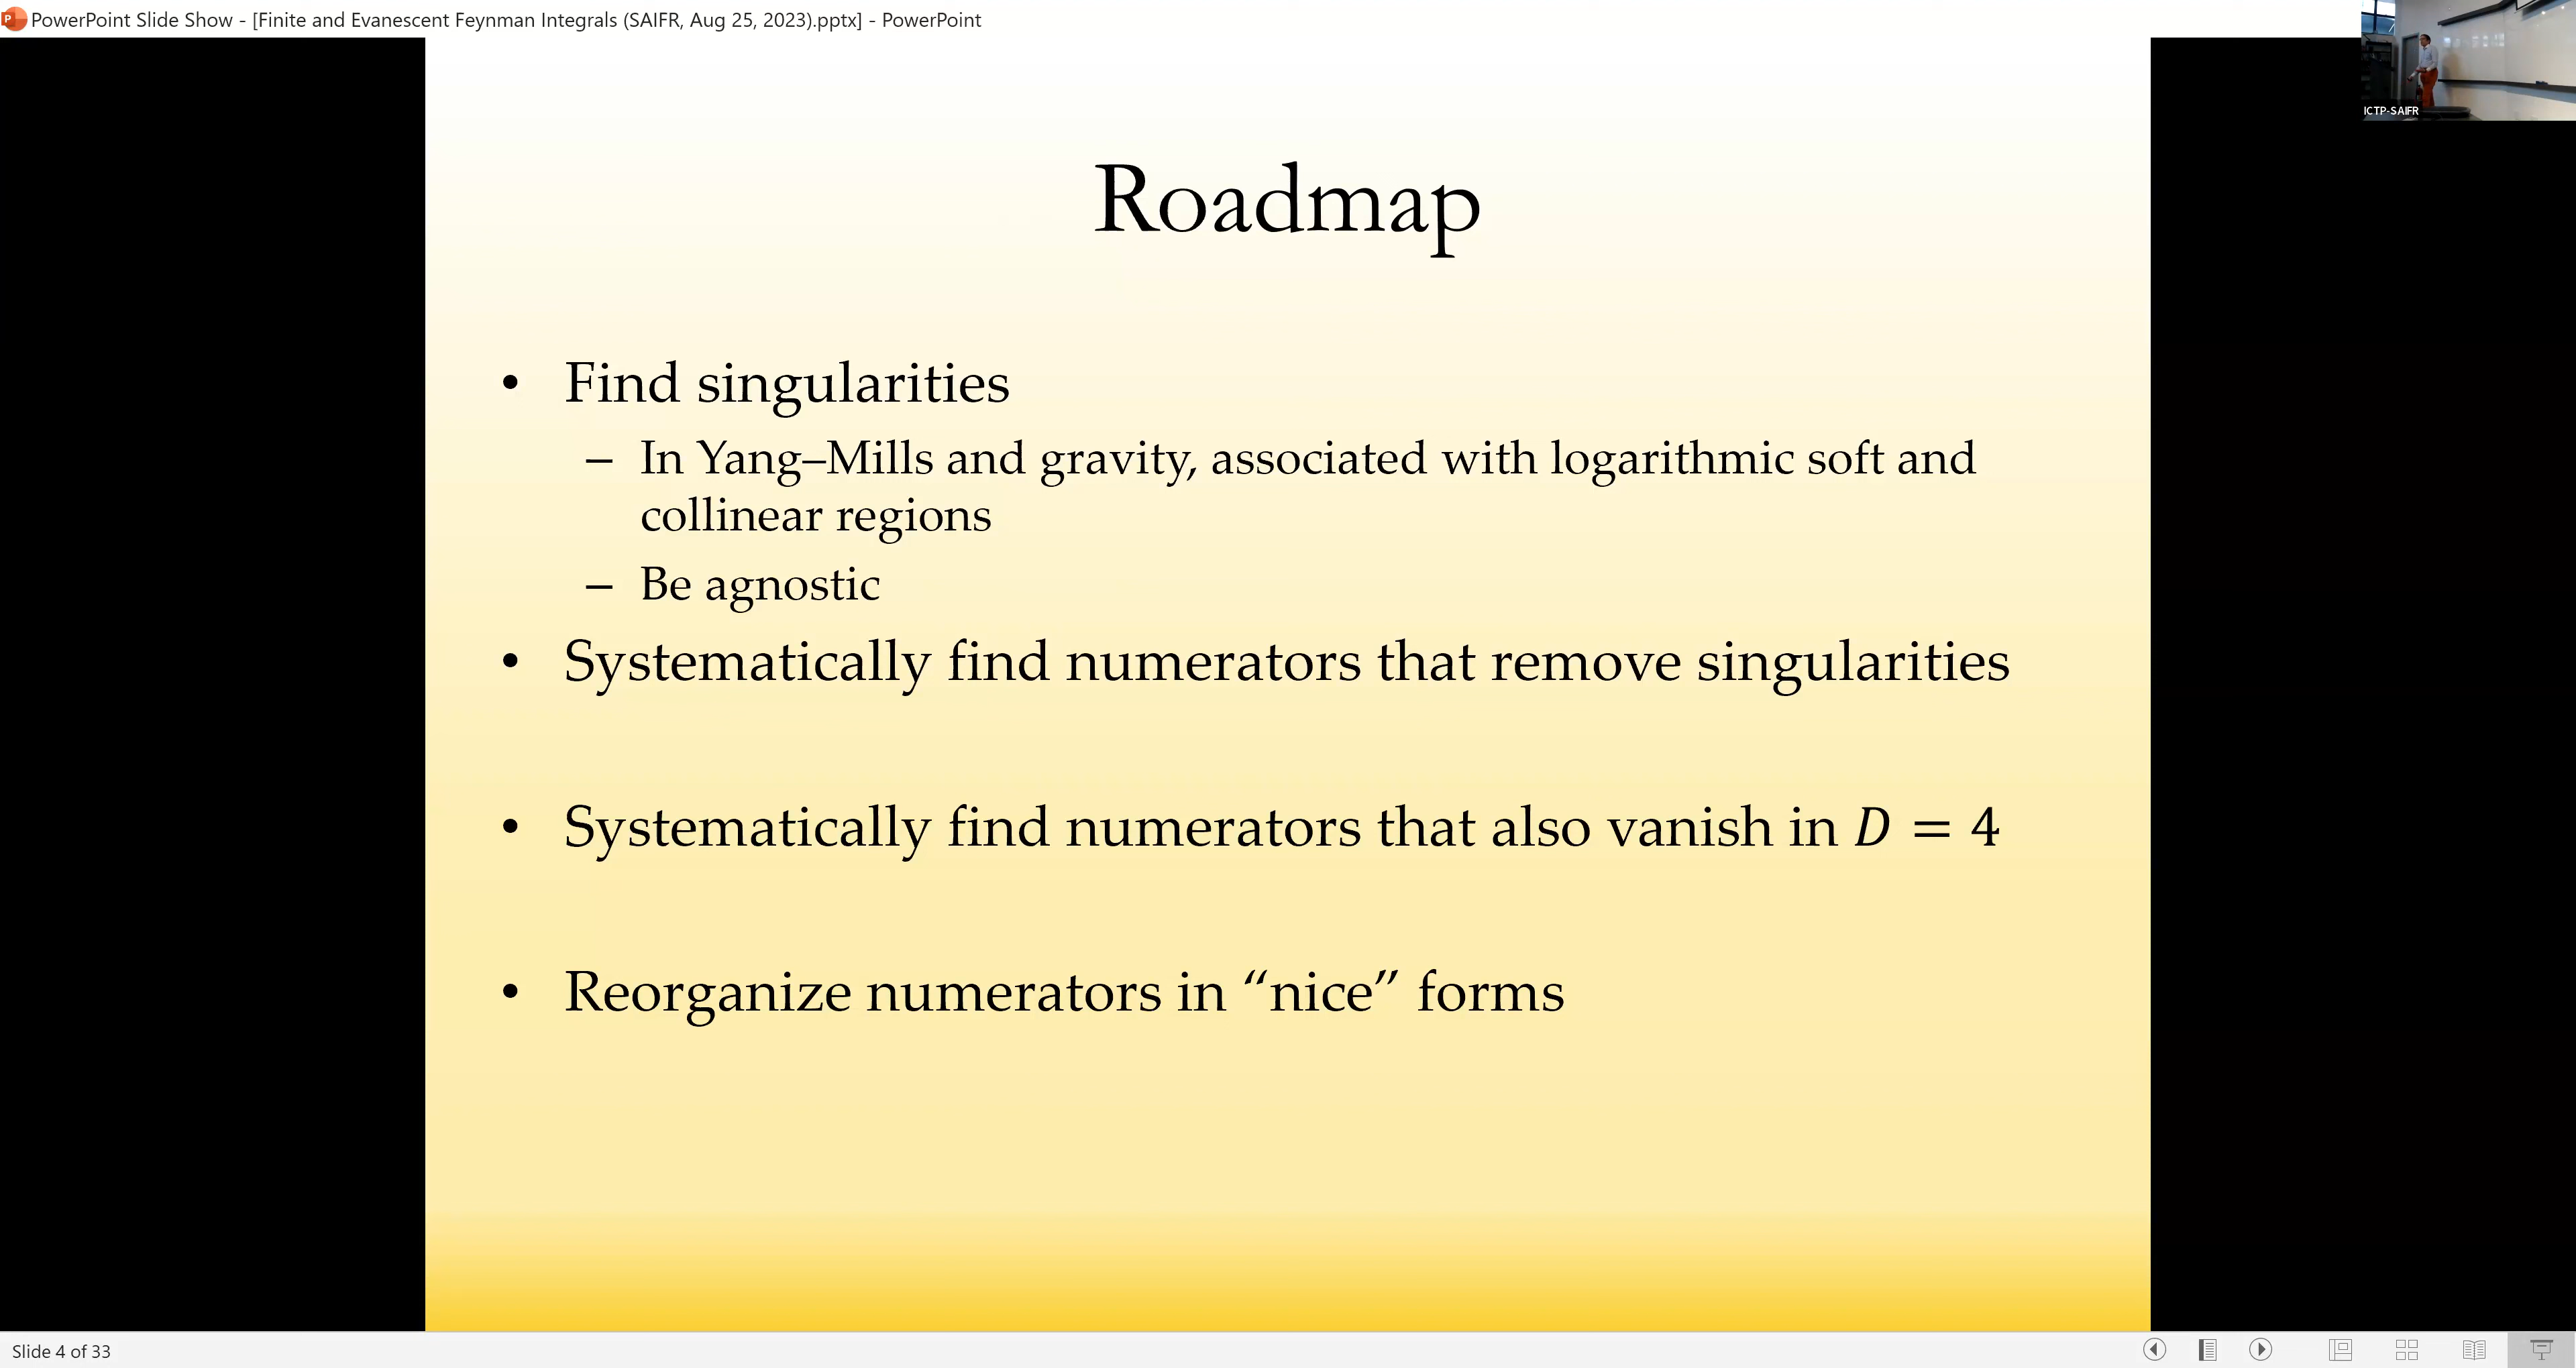 PowerPoint Slide Show - [Finite and Evanescent Feynman Integrals (SAIFR, Aug 25, 2023).pptx] - PowerPoint
ICTP-SAIFR
Roadmap
• Find singularities
– In Yang–Mills and gravity, associated with logarithmic soft and
collinear regions
– Be agnostic
• Systematically find numerators that remove singularities
• Systematically find numerators that also vanish in D = 4
• Reorganize numerators in “nice” forms
Slide 4 of 33